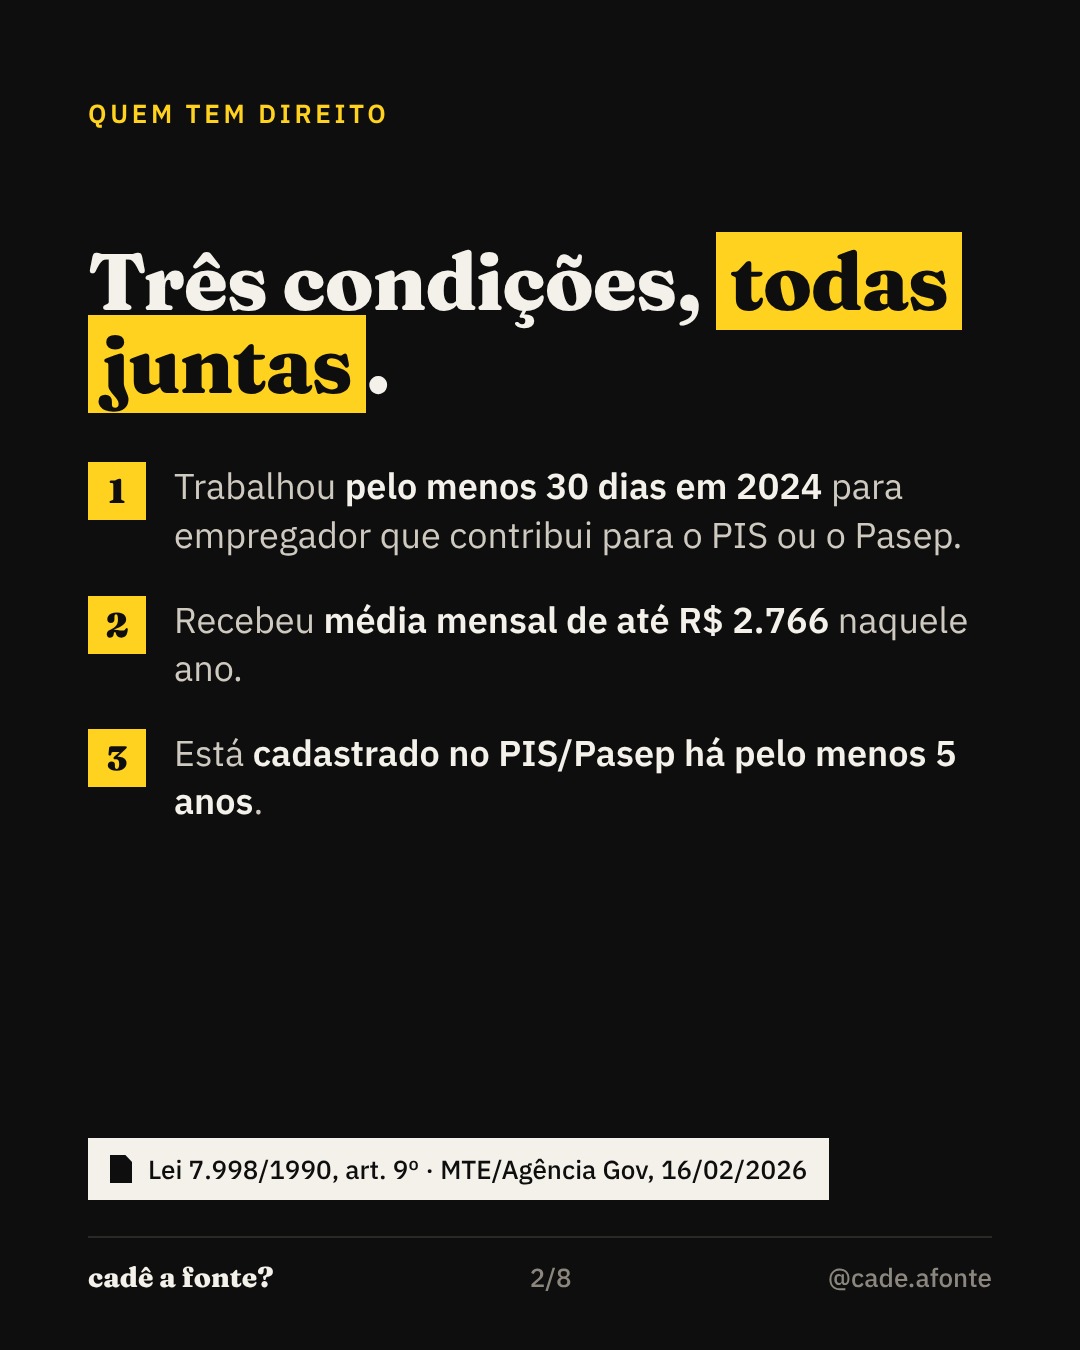 QUEM TEM DIREITO
Três condições, todas
juntas.
1 Trabalhou pelo menos 30 dias em 2024 para
empregador que contribui para o PIS ou o Pasep.
2 Recebeu média mensal de até R$ 2.766 naquele
ano.
3 Está cadastrado no PIS/Pasep há pelo menos 5
anos.
Lei 7.998/1990, art. 9º · MTE/Agência Gov, 16/02/2026
cadê a fonte? 2/8 @cade.afonte